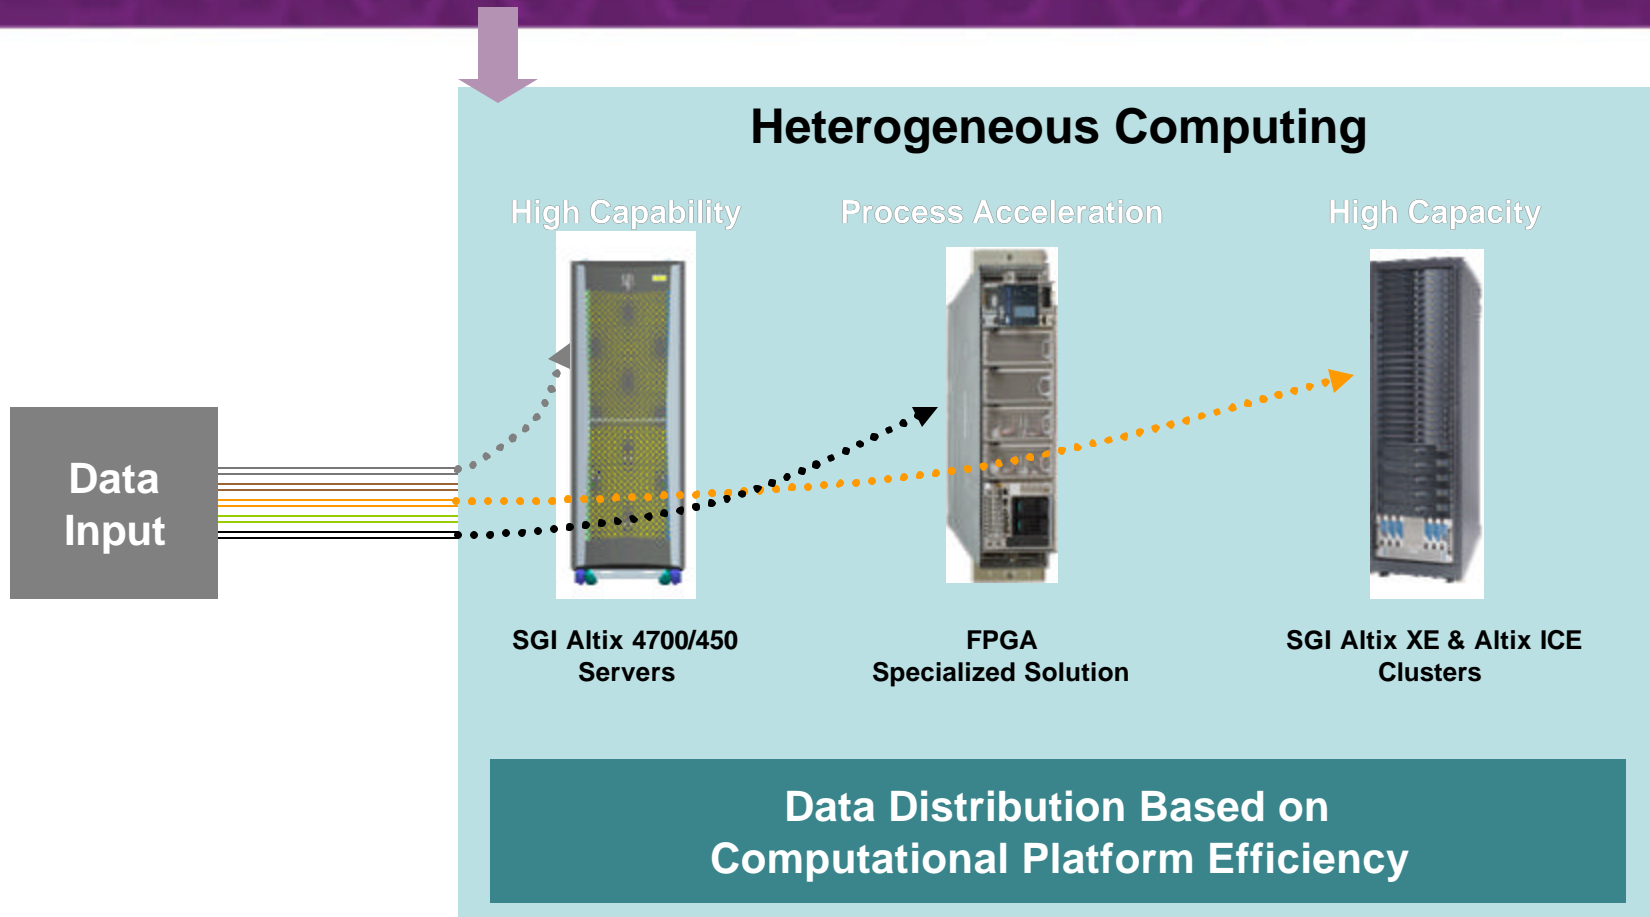 Heterogeneous Computing
High Capability
Process Acceleration
High Capacity
Data
Input
SGI Altix 4700/450
Servers
FPGA
Specialized Solution
SGI Altix XE & Altix ICE
Clusters
Data Distribution Based on
Computational Platform Efficiency